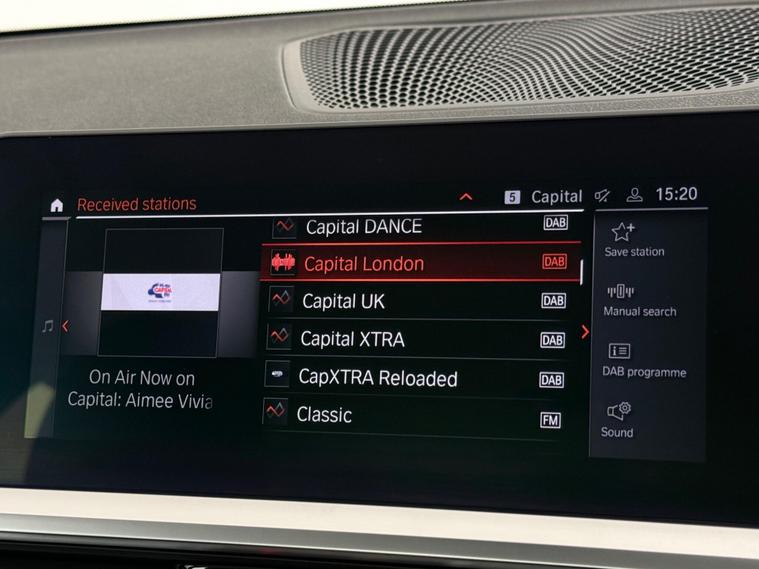 Received stations
5 Capital 15:20
Capital DANCE DAB
Capital London DAB
Capital UK DAB
Capital XTRA DAB
CapXTRA Reloaded DAB
Classic FM
CAPITAL
On Air Now on
Capital: Aimee Vivia
Save station
Manual search
DAB programme
Sound